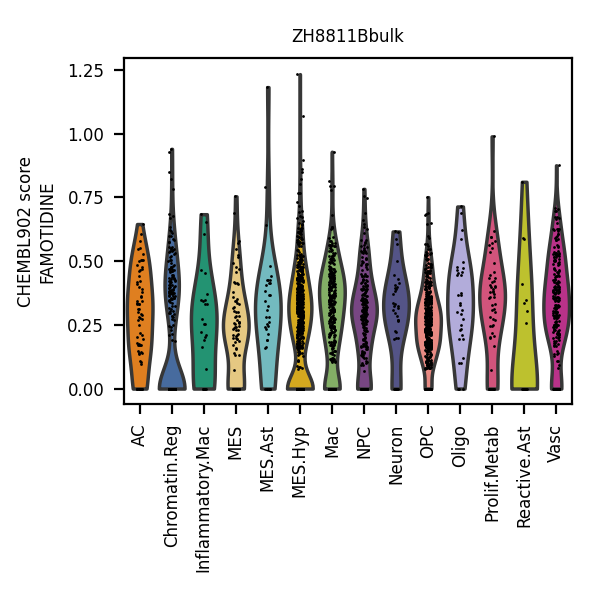 ZH8811Bbulk
CHEMBL902 score
FAMOTIDINE
1.25
1.00
0.75
0.50
0.25
0.00
AC
Chromatin.Reg
Inflammatory.Mac
MES
MES.Ast
MES.Hyp
Mac
NPC
Neuron
OPC
Oligo
Prolif.Metab
Reactive.Ast
Vasc